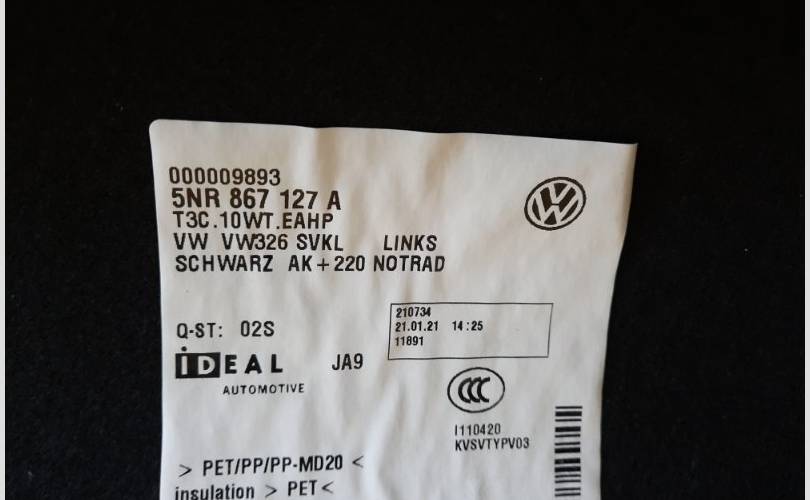 000009893
5NR 867 127 A
T3C.10WT.EAHP
VW VW326 SVKL LINKS
SCHWARZ AK+220 NOTRAD
Q-ST: 02S
210734
21.01.21 14:25
11891
iDEAL JA9
AUTOMOTIVE
CCC
I110420
KVSVTYPV03
> PET/PP/PP-MD20 <
insulation > PET <